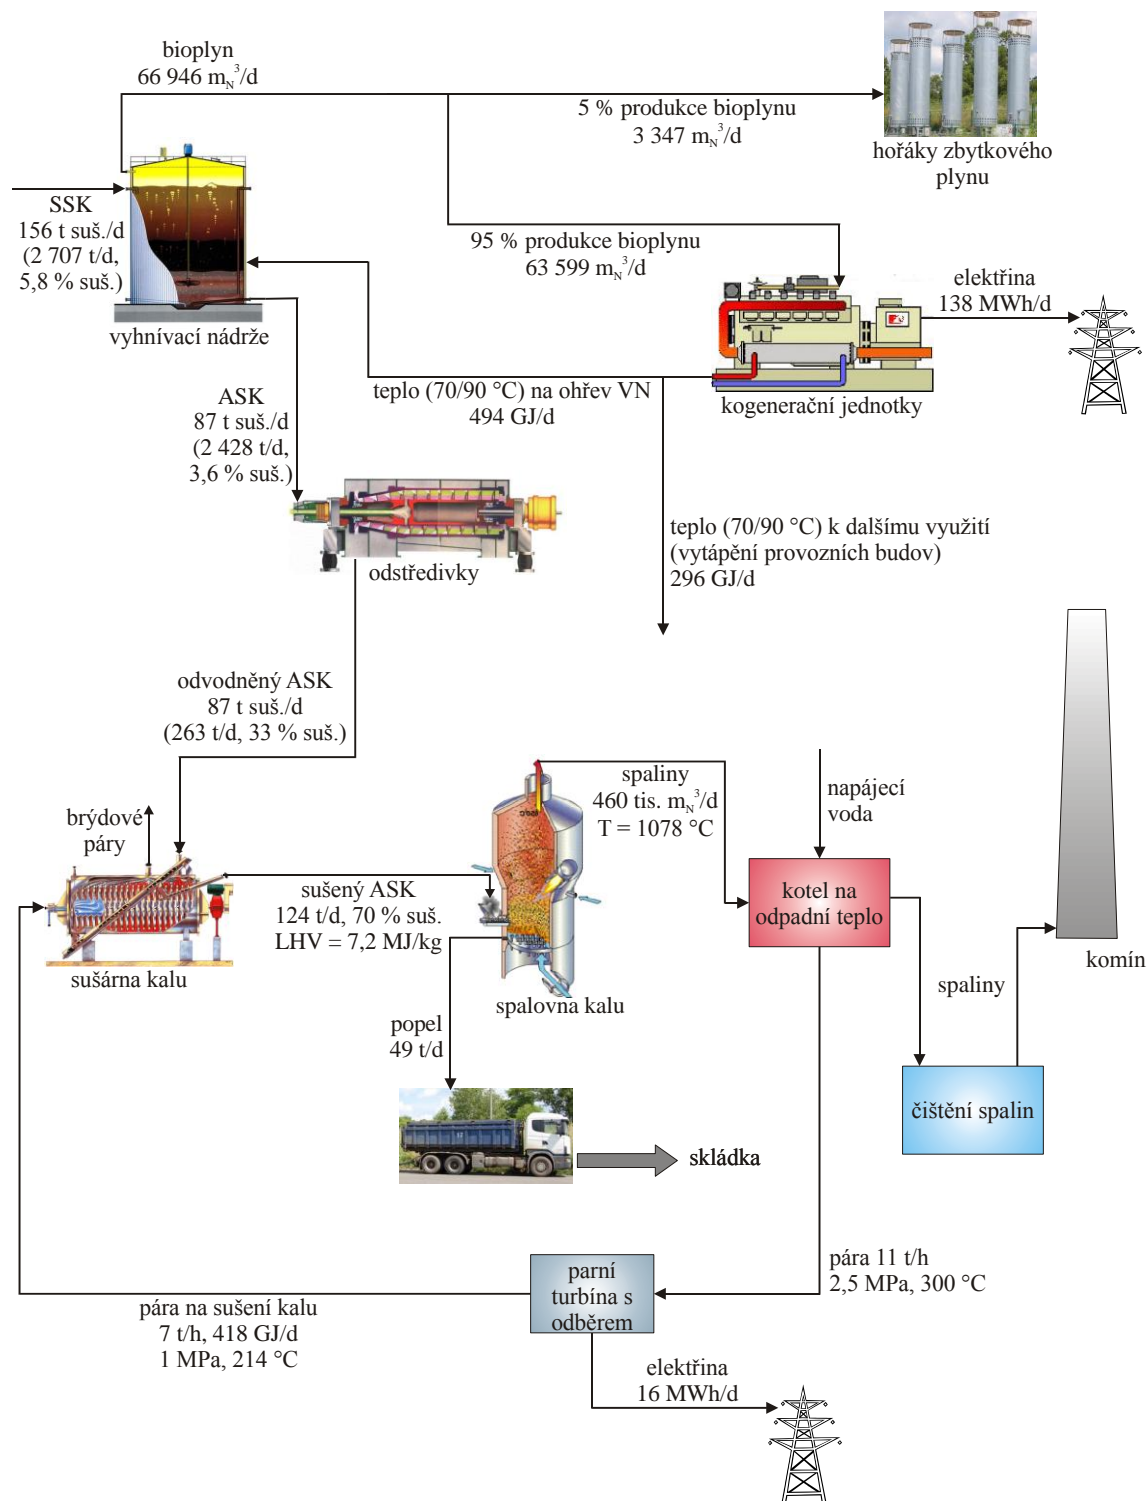 bioplyn
66 946 m_N^3/d
5 % produkce bioplynu
3 347 m_N^3/d
hořáky zbytkového
plynu
SSK
156 t suš./d
(2 707 t/d,
5,8 % suš.)
95 % produkce bioplynu
63 599 m_N^3/d
elektřina
138 MWh/d
vyhnívací nádrže
teplo (70/90 °C) na ohřev VN
494 GJ/d
kogenerační jednotky
ASK
87 t suš./d
(2 428 t/d,
3,6 % suš.)
teplo (70/90 °C) k dalšímu využití
(vytápění provozních budov)
296 GJ/d
odstředivky
odvodněný ASK
87 t suš./d
(263 t/d, 33 % suš.)
spaliny
460 tis. m_N^3/d
T = 1078 °C
napájecí
voda
brýdové
páry
sušený ASK
124 t/d, 70 % suš.
LHV = 7,2 MJ/kg
kotel na
odpadní teplo
komín
sušárna kalu
spalovna kalu
spaliny
popel
49 t/d
čištění spalin
skládka
pára 11 t/h
2,5 MPa, 300 °C
parní
turbína s
odběrem
pára na sušení kalu
7 t/h, 418 GJ/d
1 MPa, 214 °C
elektřina
16 MWh/d